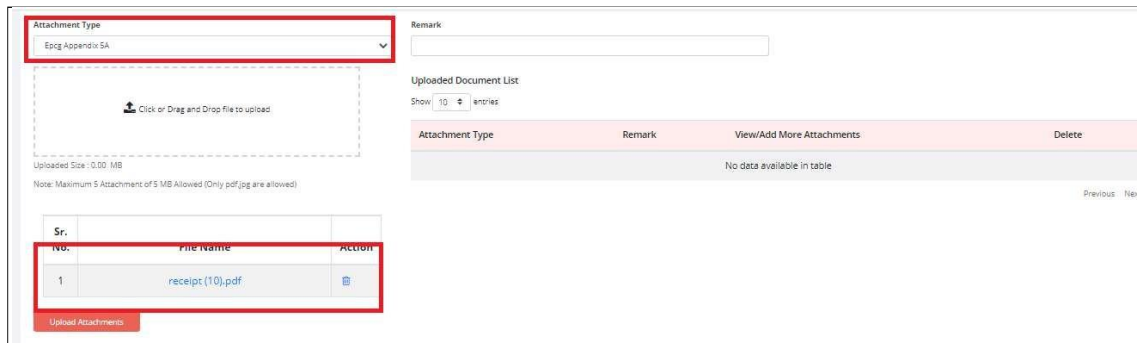 Attachment Type
Epcg Appendix 5A
Click or Drag and Drop file to upload
Uploaded Size : 0.00 MB
Note: Maximum 5 Attachment of 5 MB Allowed (Only pdf,jpg are allowed)
Sr. No. File Name Action
1 receipt (10).pdf
Upload Attachments
Remark
Uploaded Document List
Show 10 entries
Attachment Type Remark View/Add More Attachments Delete
No data available in table
Previous Nex